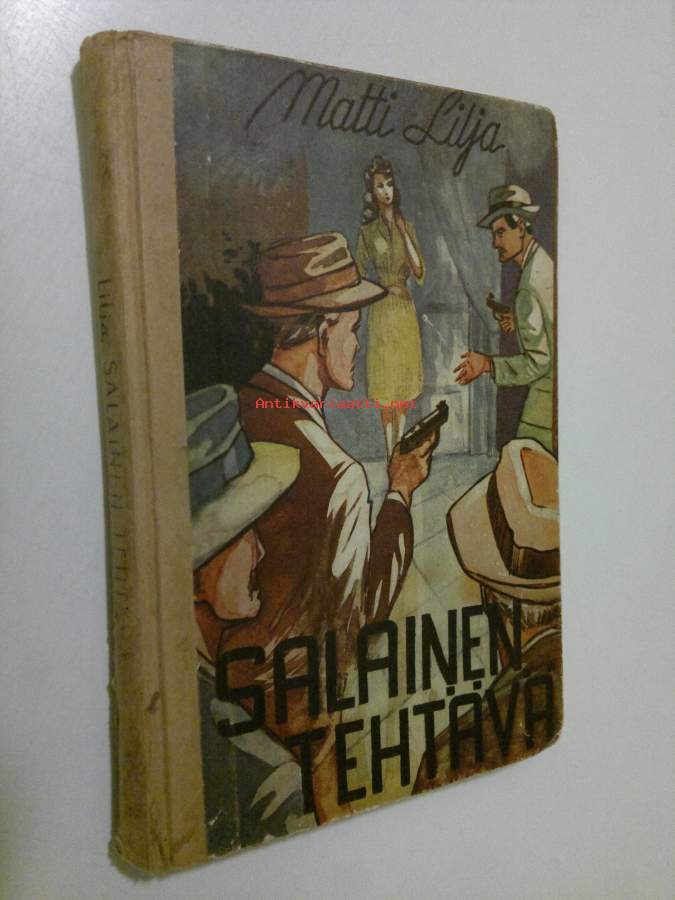 Matti Lilja
Antikvariaatti.net
SALAINEN
TEHTÄVÄ
Lilja, SALAINEN TEHTÄVÄ